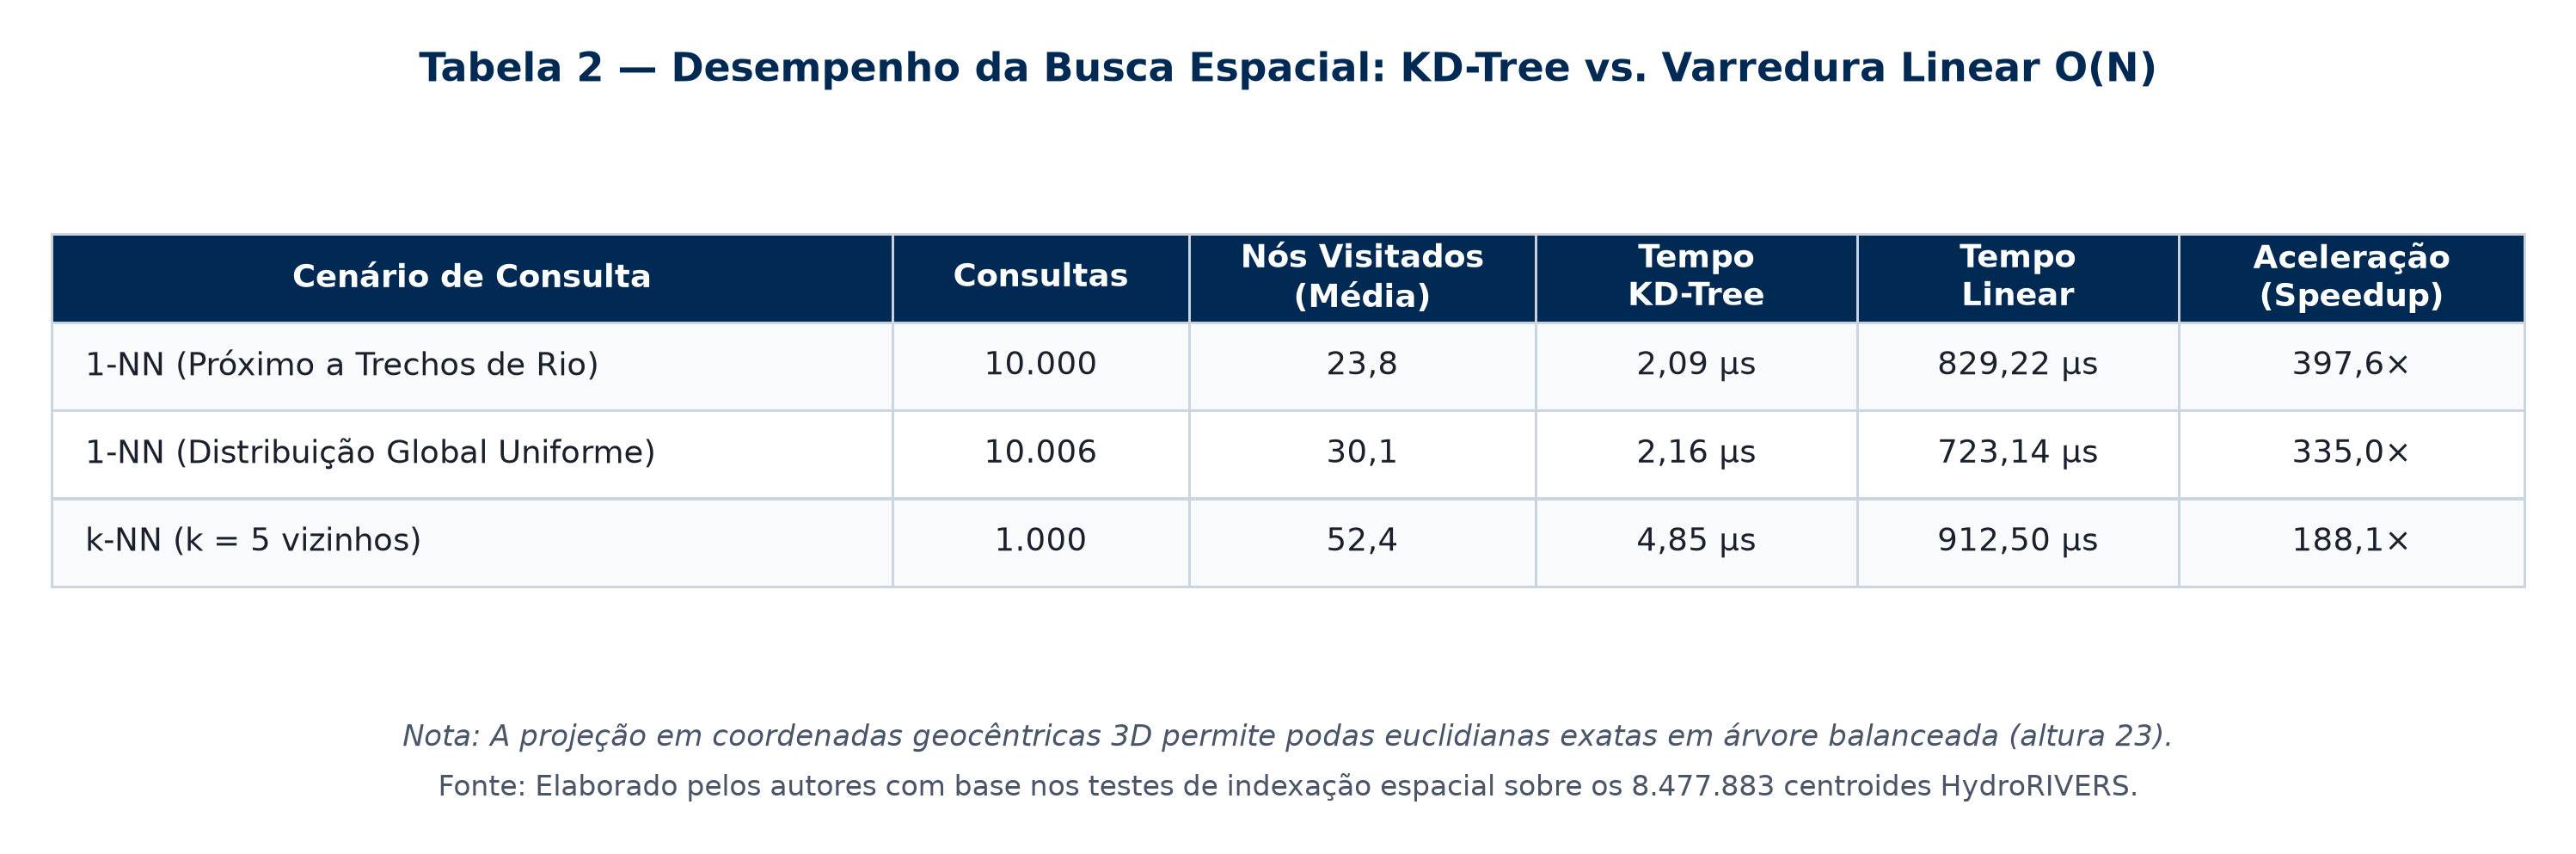 Tabela 2 — Desempenho da Busca Espacial: KD-Tree vs. Varredura Linear O(N)
Cenário de Consulta Consultas Nós Visitados (Média) Tempo KD-Tree Tempo Linear Aceleração (Speedup)
1-NN (Próximo a Trechos de Rio) 10.000 23,8 2,09 µs 829,22 µs 397,6×
1-NN (Distribuição Global Uniforme) 10.006 30,1 2,16 µs 723,14 µs 335,0×
k-NN (k = 5 vizinhos) 1.000 52,4 4,85 µs 912,50 µs 188,1×
Nota: A projeção em coordenadas geocêntricas 3D permite podas euclidianas exatas em árvore balanceada (altura 23).
Fonte: Elaborado pelos autores com base nos testes de indexação espacial sobre os 8.477.883 centroides HydroRIVERS.